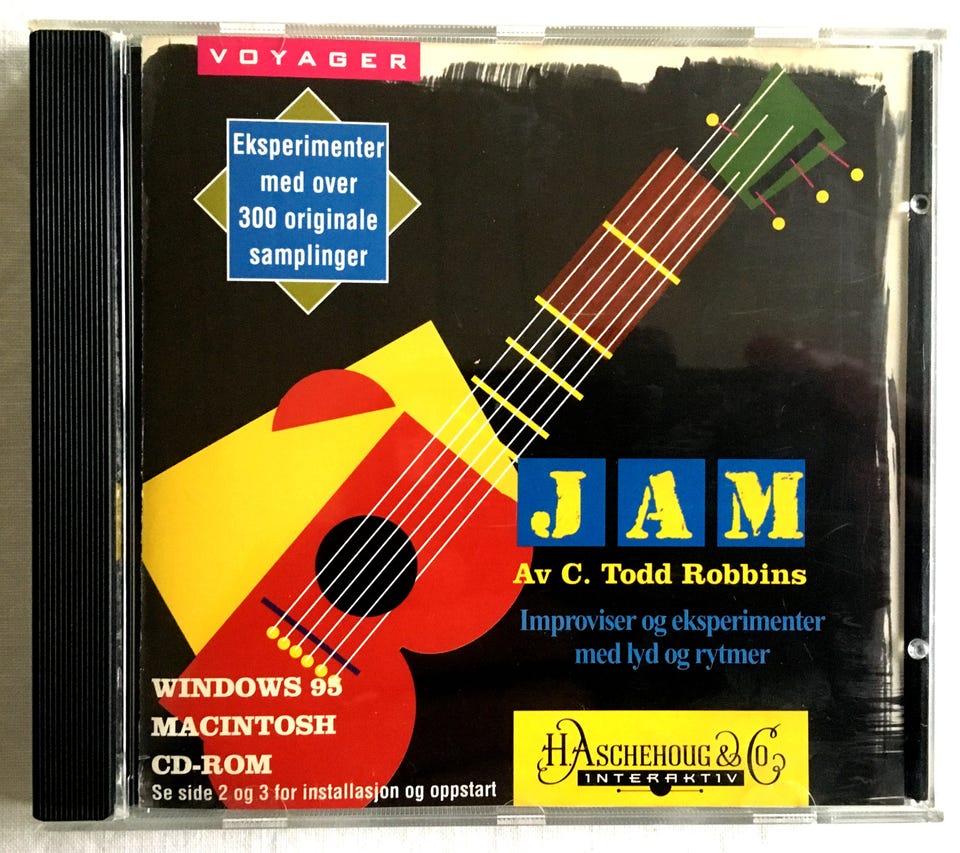 VOYAGER
Eksperimenter
med over
300 originale
samplinger
JAM
Av C. Todd Robbins
Improviser og eksperimenter
med lyd og rytmer
WINDOWS 95
MACINTOSH
CD-ROM
Se side 2 og 3 for installasjon og oppstart
H. ASCHEHOUG & Co.
INTERAKTIV